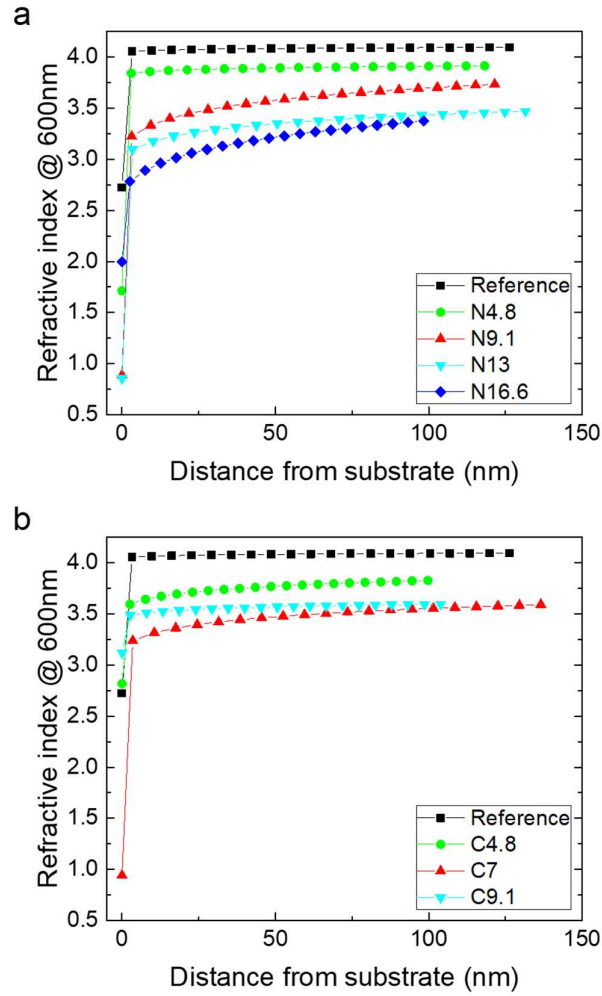 a
4.0
3.5
3.0
2.5
2.0
1.5
1.0
0.5
Refractive index @ 600nm
Reference
N4.8
N9.1
N13
N16.6
0 50 100 150
Distance from substrate (nm)
b
4.0
3.5
3.0
2.5
2.0
1.5
1.0
0.5
Refractive index @ 600nm
Reference
C4.8
C7
C9.1
0 50 100 150
Distance from substrate (nm)